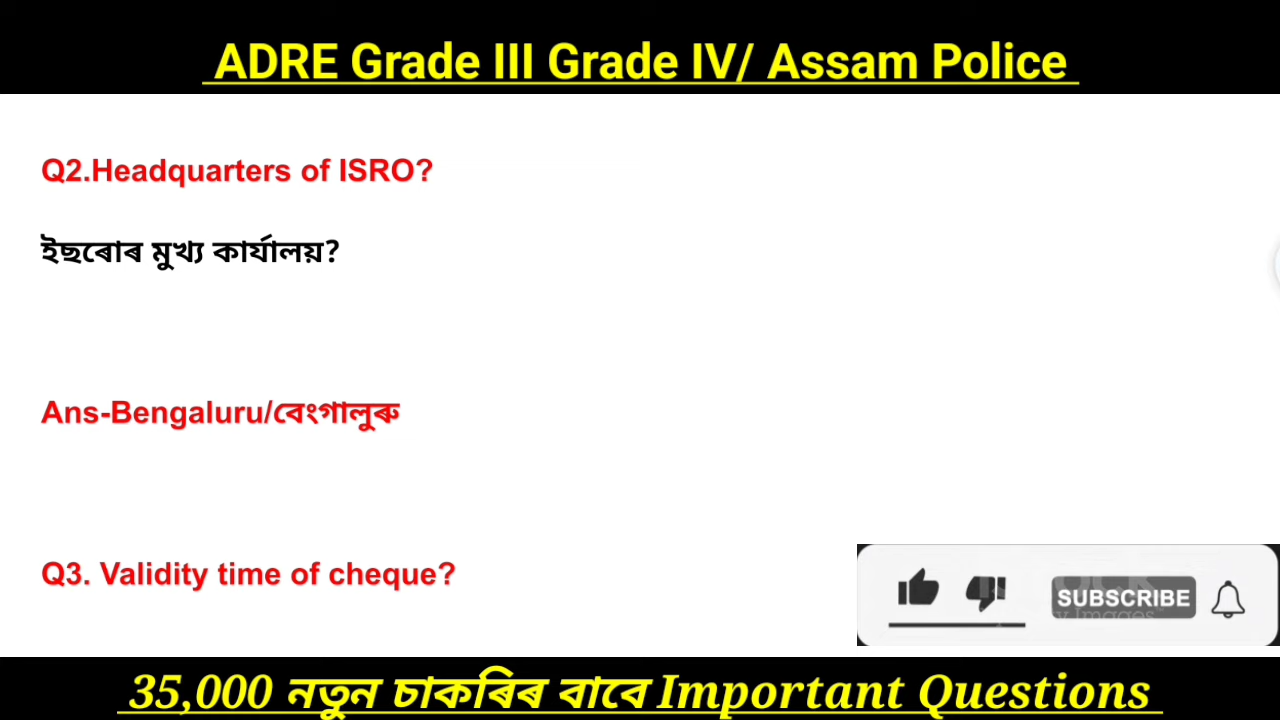 ADRE Grade III Grade IV/ Assam Police
Q2.Headquarters of ISRO?
ইছৰোৰ মুখ্য কাৰ্যালয়?
Ans-Bengaluru/বেংগালুৰু
Q3. Validity time of cheque?
SUBSCRIBE
35,000 নতুন চাকৰিৰ বাবে Important Questions